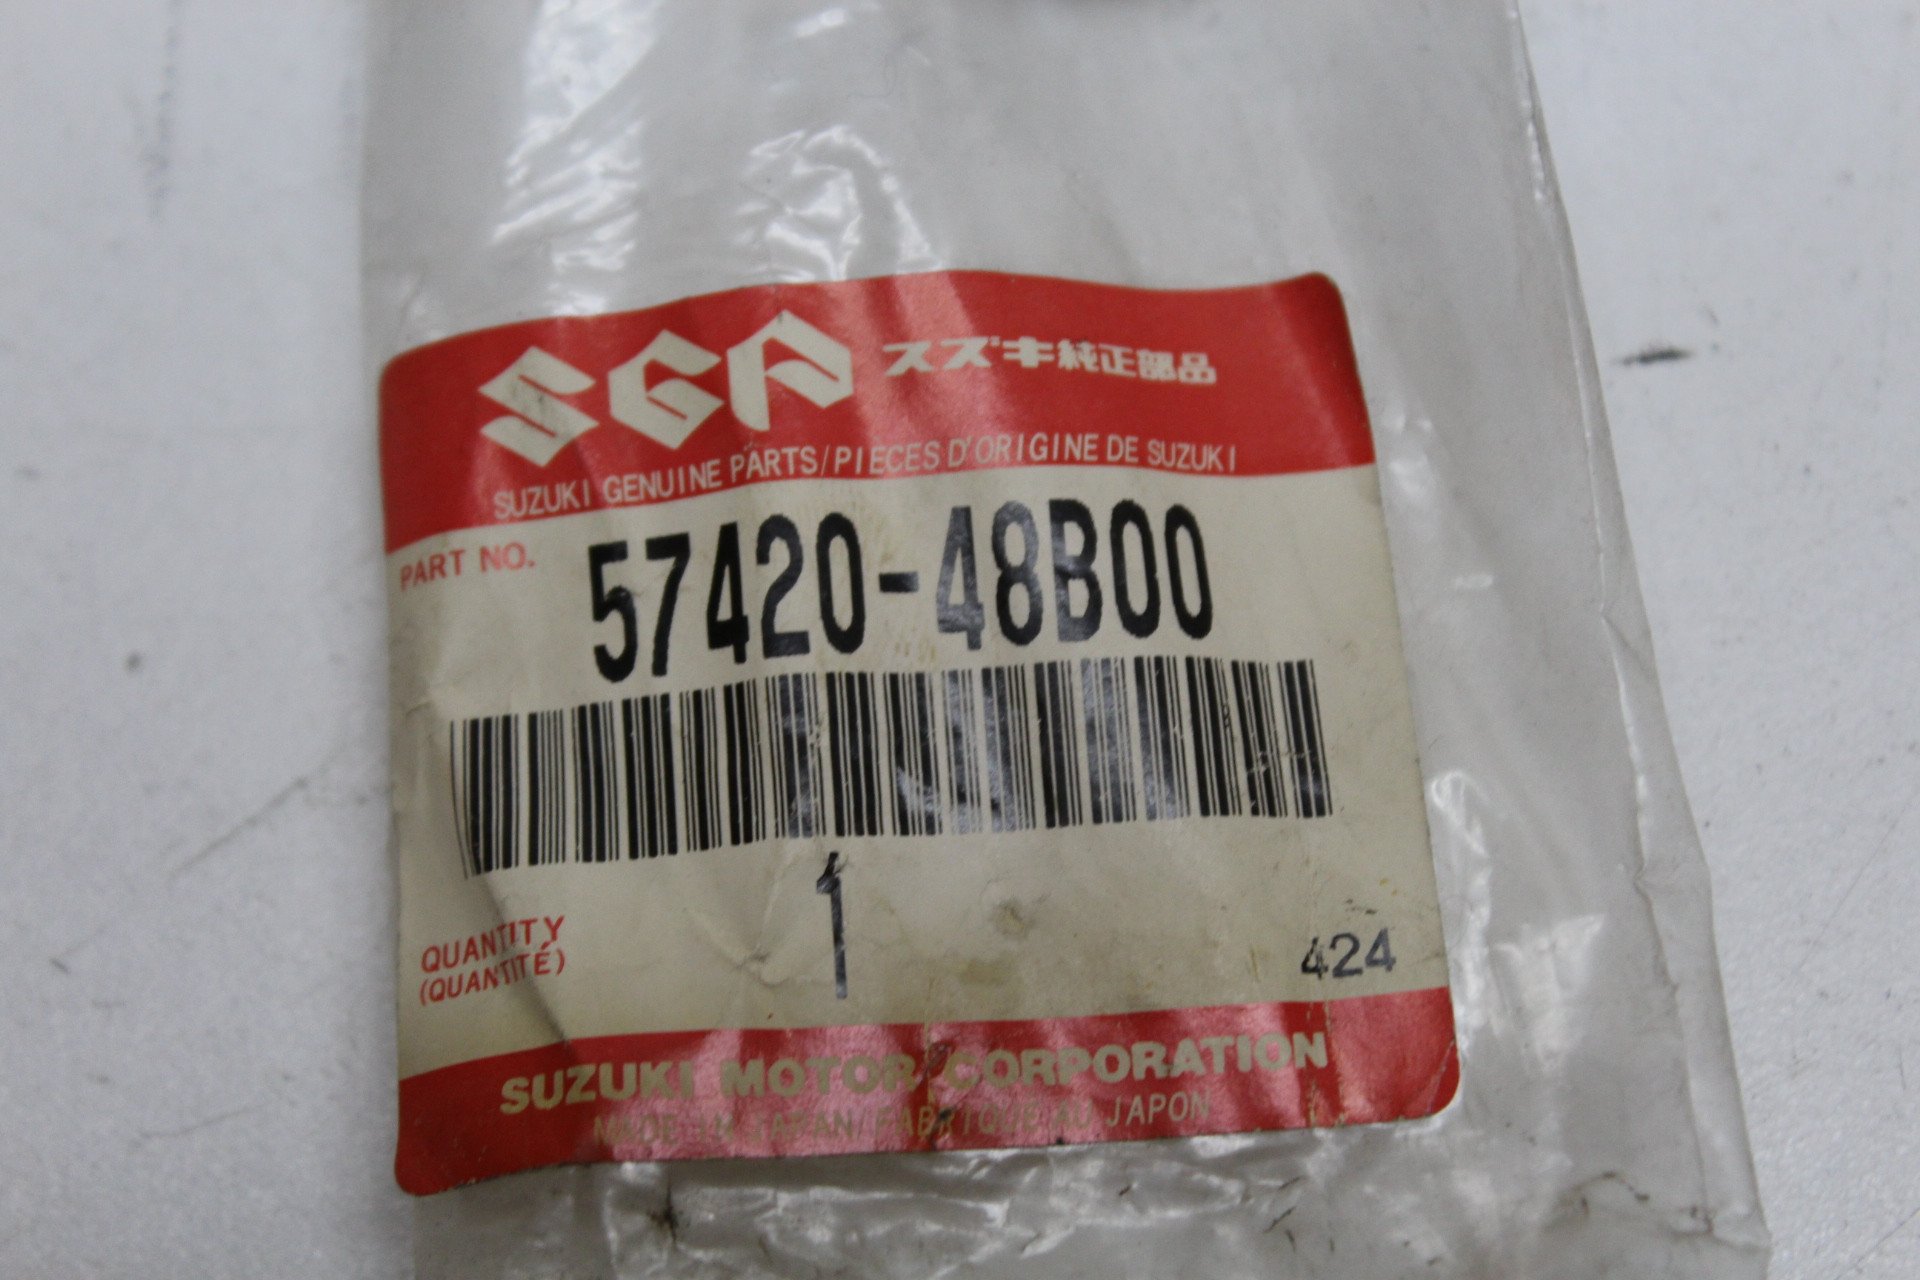 SGP スズキ純正部品
SUZUKI GENUINE PARTS/PIECES D'ORIGINE DE SUZUKI
PART NO. 57420-48B00
1
QUANTITY
(QUANTITÉ)
424
SUZUKI MOTOR CORPORATION
MADE IN JAPAN/FABRIQUE AU JAPON